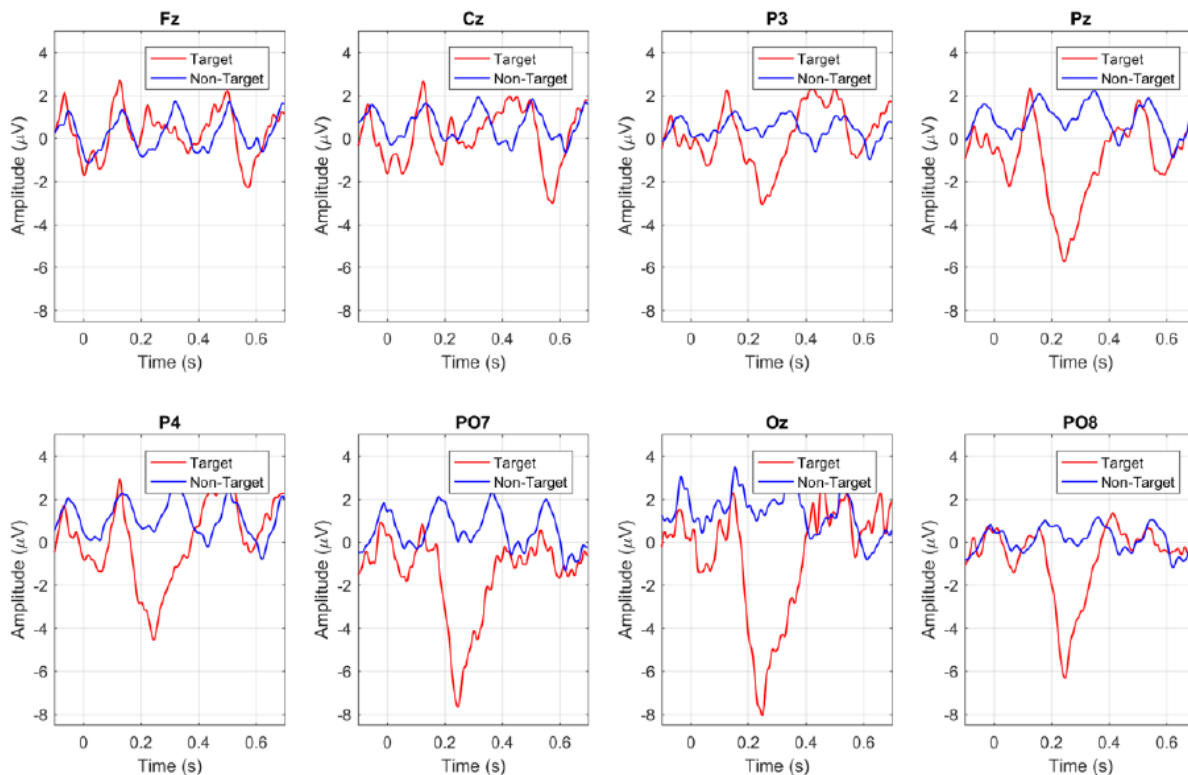 Fz
4
2
0
-2
-4
-6
-8
Amplitude (μV)
Target
Non-Target
0
0.2
0.4
0.6
Time (s)
Cz
4
2
0
-2
-4
-6
-8
Amplitude (μV)
Target
Non-Target
0
0.2
0.4
0.6
Time (s)
P3
4
2
0
-2
-4
-6
-8
Amplitude (μV)
Target
Non-Target
0
0.2
0.4
0.6
Time (s)
Pz
4
2
0
-2
-4
-6
-8
Amplitude (μV)
Target
Non-Target
0
0.2
0.4
0.6
Time (s)
P4
4
2
0
-2
-4
-6
-8
Amplitude (μV)
Target
Non-Target
0
0.2
0.4
0.6
Time (s)
PO7
4
2
0
-2
-4
-6
-8
Amplitude (μV)
Target
Non-Target
0
0.2
0.4
0.6
Time (s)
Oz
4
2
0
-2
-4
-6
-8
Amplitude (μV)
Target
Non-Target
0
0.2
0.4
0.6
Time (s)
PO8
4
2
0
-2
-4
-6
-8
Amplitude (μV)
Target
Non-Target
0
0.2
0.4
0.6
Time (s)